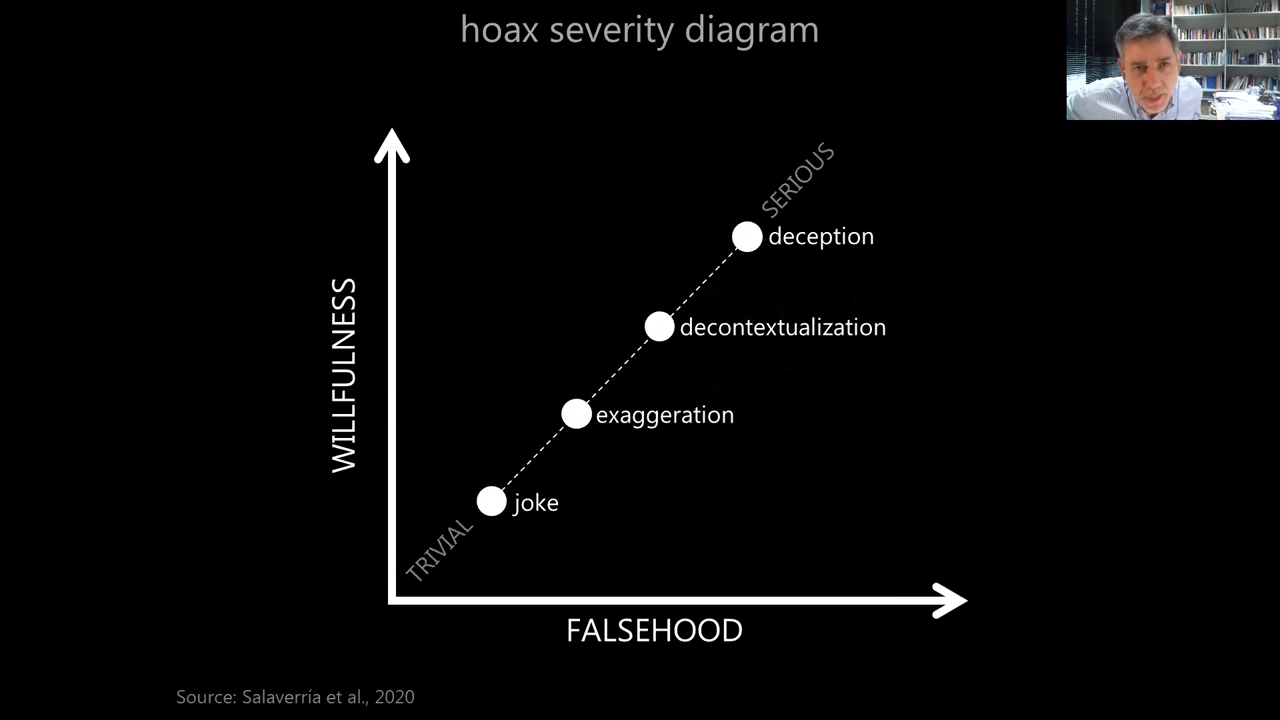 hoax severity diagram
SERIOUS
deception
decontextualization
WILLFULNESS
exaggeration
joke
TRIVIAL
FALSEHOOD
Source: Salaverría et al., 2020